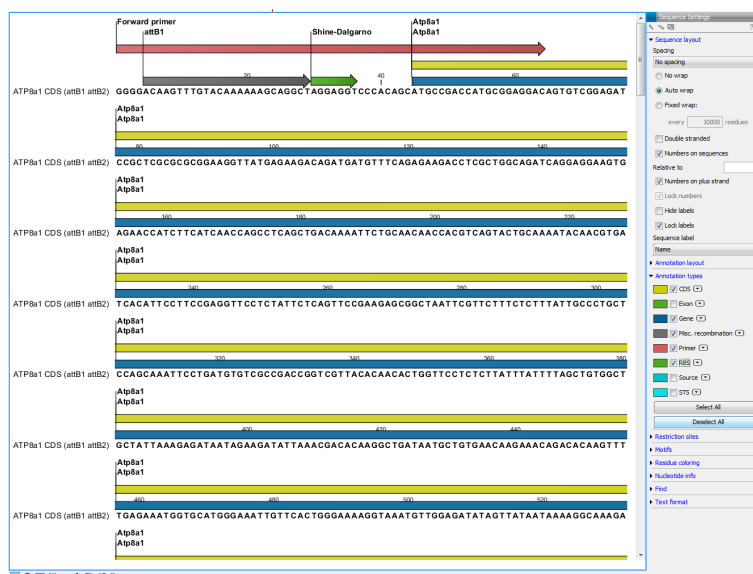 Forward primer
attB1
Shine-Dalgarno
Atp8a1
Atp8a1
20
40
60
ATP8a1 CDS (attB1 attB2) GGGGACAAGTTTGTACAAAAAAGCAGGCTAGGAGGTCCCACAGCATGCCGACCATGCGGAGGACAGTGTCGGAGAT
Atp8a1
Atp8a1
80
100
120
140
ATP8a1 CDS (attB1 attB2) CCGCTCGCGCGCGGAAGGTTATGAGAAGACAGATGATGTTTCAGAGAAGACCTCGCTGGCAGATCAGGAGGAAGTG
Atp8a1
Atp8a1
160
180
200
220
ATP8a1 CDS (attB1 attB2) AGAACCATCTTCATCAACCAGCCTCAGCTGACAAAATTCTGCAACAACCACGTCAGTACTGCAAAATACAACGTGA
Atp8a1
Atp8a1
240
260
280
300
ATP8a1 CDS (attB1 attB2) TCACATTCCTTCCGAGGTTCCTCTATTCTCAGTTCCGAAGAGCGGCTAATTCGTTCTTTCTCTTTATTGCCCTGCT
Atp8a1
Atp8a1
320
340
360
380
ATP8a1 CDS (attB1 attB2) CCAGCAAATTCCTGATGTGTCGCCGACCGGTCGTTACACAACACTGGTTCCTCTCTTATTTATTTTAGCTGTGGCT
Atp8a1
Atp8a1
400
420
440
ATP8a1 CDS (attB1 attB2) GCTATTAAAGAGATAATAGAAGATATTAAACGACACAAGGCTGATAATGCTGTGAACAAGAAACAGACACAAGTTT
Atp8a1
Atp8a1
460
480
500
520
ATP8a1 CDS (attB1 attB2) TGAGAAATGGTGCATGGGAAATTGTTCACTGGGAAAAGGTAAATGTTGGAGATATAGTTATAATAAAAGGCAAAGA
Atp8a1
Atp8a1
Sequence Settings
?
Sequence layout
Spacing
No spacing
No wrap
Auto wrap
Fixed wrap:
every 10000 residues
Double stranded
Numbers on sequences
Relative to
Numbers on plus strand
Lock numbers
Hide labels
Lock labels
Sequence label
Name
Annotation layout
Annotation types
CDS
Exon
Gene
Misc. recombination
Primer
RBS
Source
STS
Select All
Deselect All
Restriction sites
Motifs
Residue coloring
Nucleotide info
Find
Text format